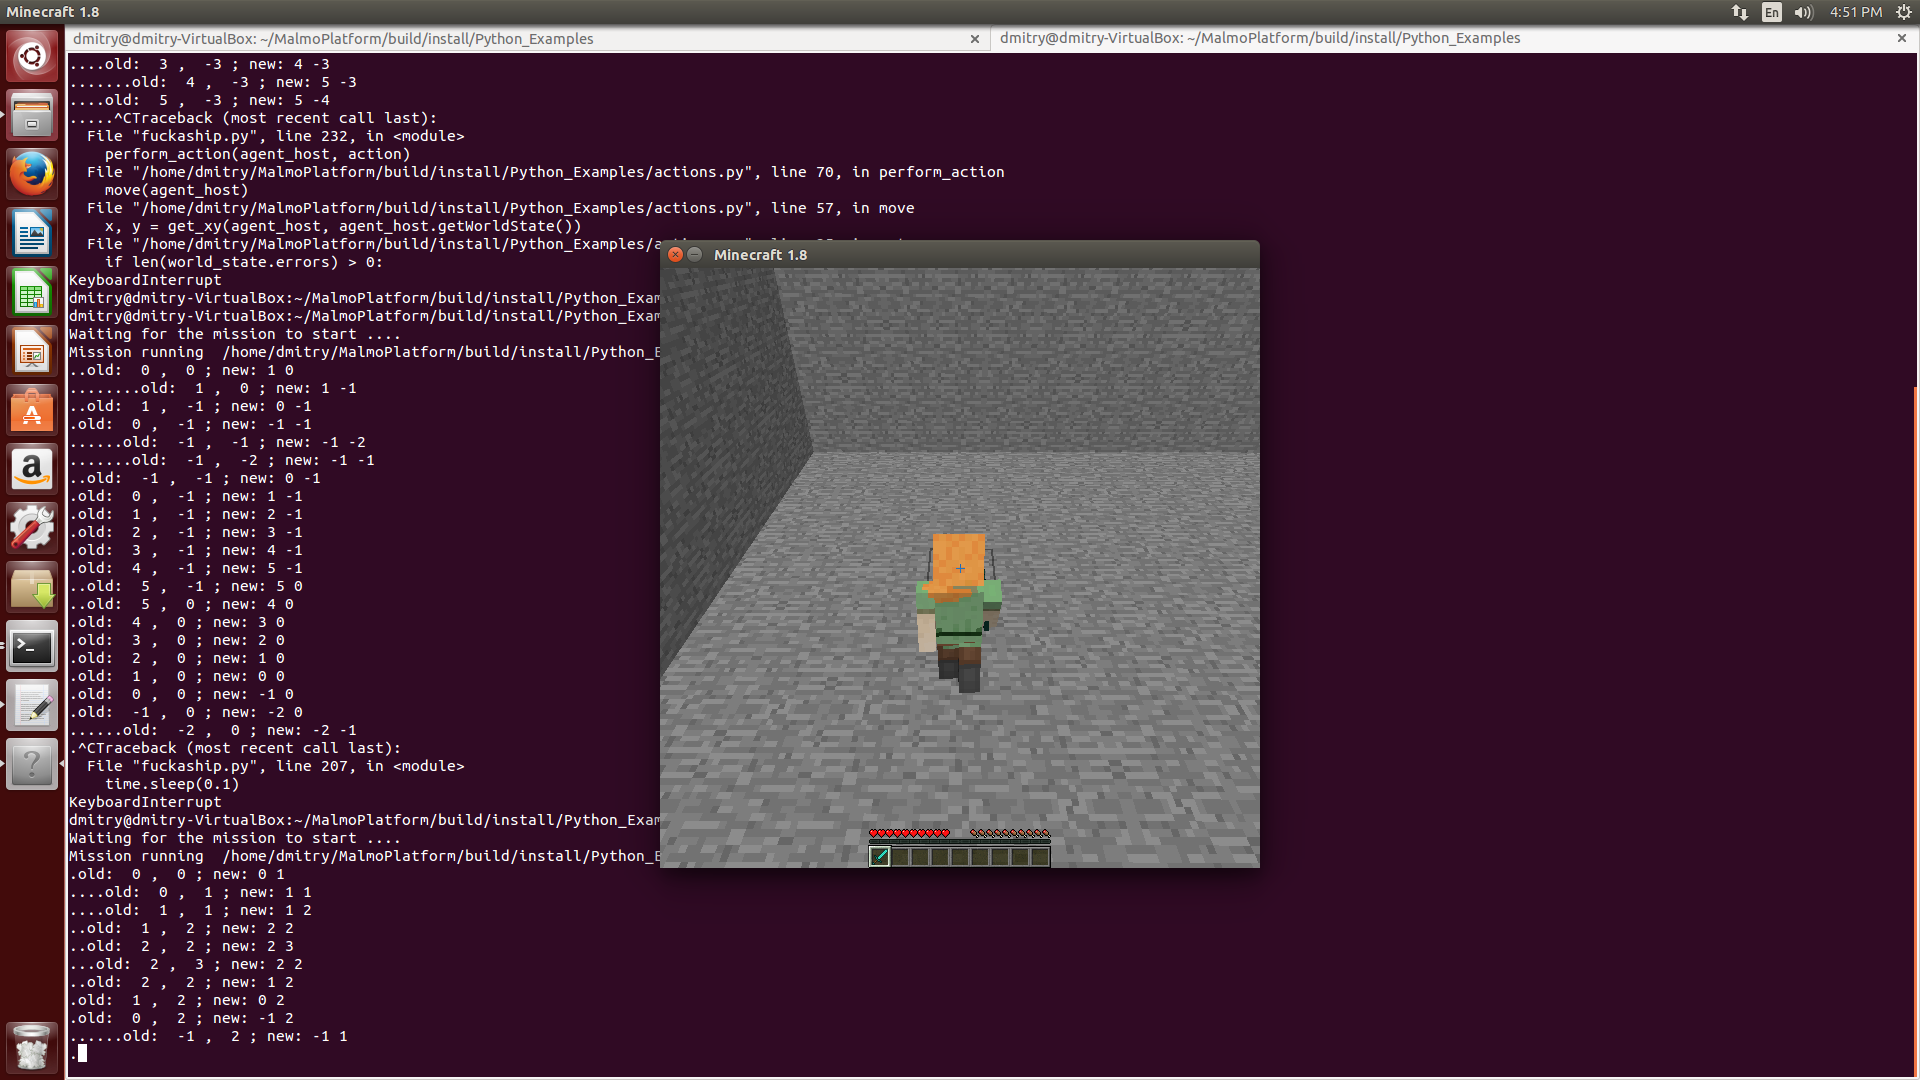 Minecraft 1.8
En
4:51 PM
dmitry@dmitry-VirtualBox: ~/MalmoPlatform/build/install/Python_Examples
dmitry@dmitry-VirtualBox: ~/MalmoPlatform/build/install/Python_Examples
....old:  3 ,  -3 ; new: 4 -3
.......old:  4 ,  -3 ; new: 5 -3
....old:  5 ,  -3 ; new: 5 -4
.....^CTraceback (most recent call last):
  File "fuckaship.py", line 232, in <module>
    perform_action(agent_host, action)
  File "/home/dmitry/MalmoPlatform/build/install/Python_Examples/actions.py", line 70, in perform_action
    move(agent_host)
  File "/home/dmitry/MalmoPlatform/build/install/Python_Examples/actions.py", line 57, in move
    x, y = get_xy(agent_host, agent_host.getWorldState())
  File "/home/dmitry/MalmoPlatform/build/install/Python_Examples/a
    if len(world_state.errors) > 0:
KeyboardInterrupt
dmitry@dmitry-VirtualBox:~/MalmoPlatform/build/install/Python_Exam
dmitry@dmitry-VirtualBox:~/MalmoPlatform/build/install/Python_Exam
Waiting for the mission to start ....
Mission running  /home/dmitry/MalmoPlatform/build/install/Python_E
..old:  0 ,  0 ; new: 1 0
........old:  1 ,  0 ; new: 1 -1
..old:  1 ,  -1 ; new: 0 -1
.old:  0 ,  -1 ; new: -1 -1
......old:  -1 ,  -1 ; new: -1 -2
.......old:  -1 ,  -2 ; new: -1 -1
..old:  -1 ,  -1 ; new: 0 -1
.old:  0 ,  -1 ; new: 1 -1
.old:  1 ,  -1 ; new: 2 -1
.old:  2 ,  -1 ; new: 3 -1
.old:  3 ,  -1 ; new: 4 -1
.old:  4 ,  -1 ; new: 5 -1
..old:  5 ,  -1 ; new: 5 0
..old:  5 ,  0 ; new: 4 0
.old:  4 ,  0 ; new: 3 0
.old:  3 ,  0 ; new: 2 0
.old:  2 ,  0 ; new: 1 0
.old:  1 ,  0 ; new: 0 0
.old:  0 ,  0 ; new: -1 0
.old:  -1 ,  0 ; new: -2 0
......old:  -2 ,  0 ; new: -2 -1
.^CTraceback (most recent call last):
  File "fuckaship.py", line 207, in <module>
    time.sleep(0.1)
KeyboardInterrupt
dmitry@dmitry-VirtualBox:~/MalmoPlatform/build/install/Python_Exam
Waiting for the mission to start ....
Mission running  /home/dmitry/MalmoPlatform/build/install/Python_E
.old:  0 ,  0 ; new: 0 1
....old:  0 ,  1 ; new: 1 1
....old:  1 ,  1 ; new: 1 2
..old:  1 ,  2 ; new: 2 2
..old:  2 ,  2 ; new: 2 3
...old:  2 ,  3 ; new: 2 2
..old:  2 ,  2 ; new: 1 2
.old:  1 ,  2 ; new: 0 2
.old:  0 ,  2 ; new: -1 2
......old:  -1 ,  2 ; new: -1 1
.
Minecraft 1.8